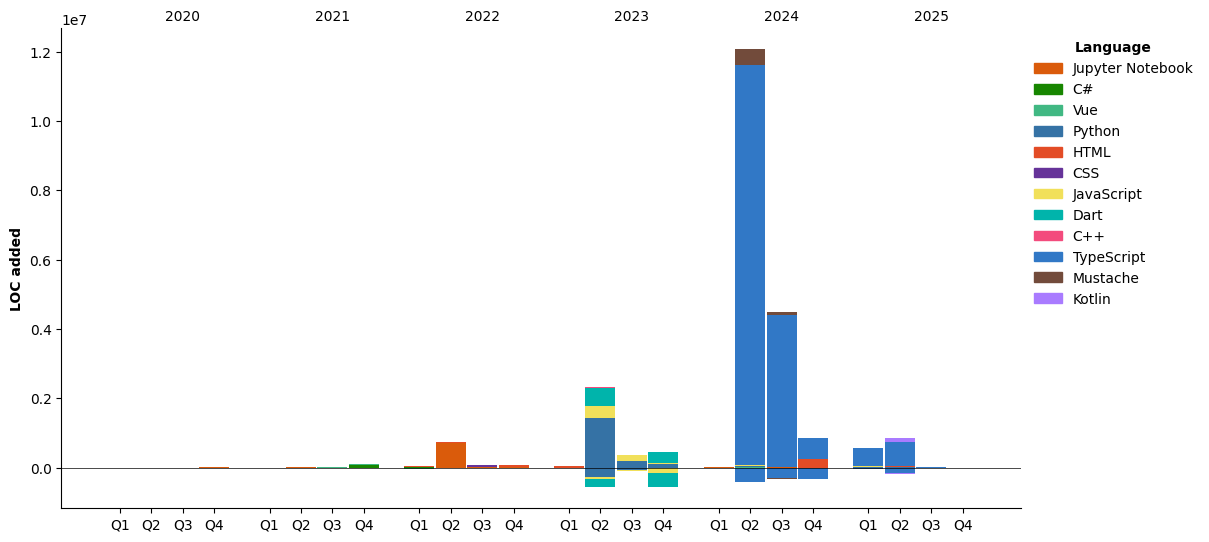 1e7
2020 2021 2022 2023 2024 2025
1.2
1.0
0.8
0.6
0.4
0.2
0.0
LOC added
Q1 Q2 Q3 Q4 Q1 Q2 Q3 Q4 Q1 Q2 Q3 Q4 Q1 Q2 Q3 Q4 Q1 Q2 Q3 Q4 Q1 Q2 Q3 Q4
Language
Jupyter Notebook
C#
Vue
Python
HTML
CSS
JavaScript
Dart
C++
TypeScript
Mustache
Kotlin